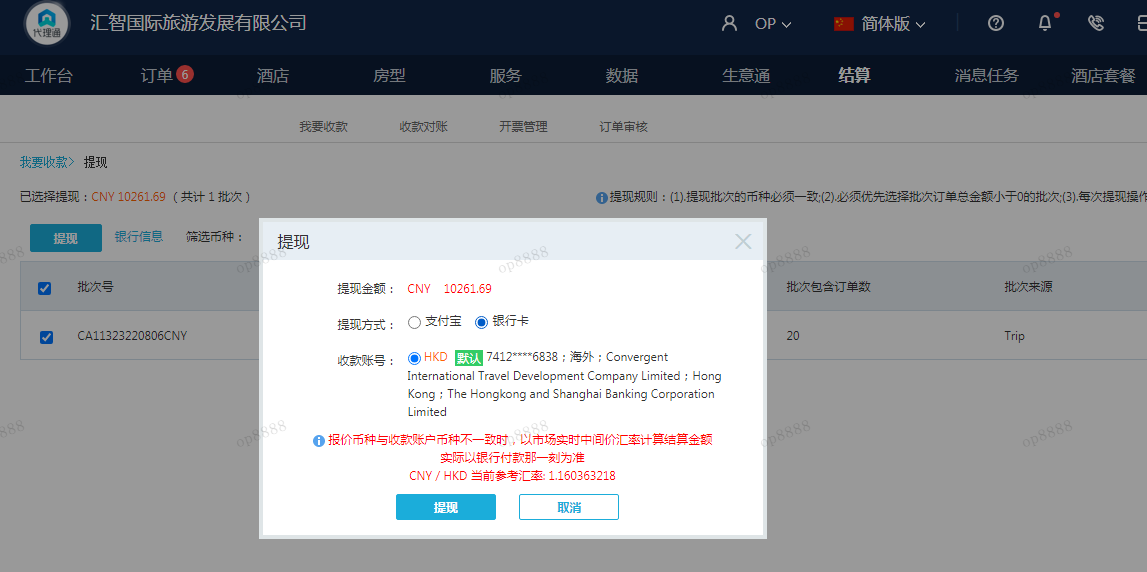 代理通
汇智国际旅游发展有限公司
OP
简体版
工作台
订单 6
酒店
房型
服务
数据
生意通
结算
消息任务
酒店套餐
我要收款
收款对账
开票管理
订单审核
我要收款> 提现
已选择提现：CNY 10261.69 （ 共计 1 批次 ）
提现规则：(1).提现批次的币种必须一致;(2).必须优先选择批次订单总金额小于0的批次;(3).每次提现操作
提现
银行信息
筛选币种：
批次号
批次包含订单数
批次来源
CA11323220806CNY
20
Trip
提现
提现金额： CNY 10261.69
提现方式： 支付宝 银行卡
收款账号： HKD 默认 7412****6838；海外；Convergent
International Travel Development Company Limited；Hong
Kong；The Hongkong and Shanghai Banking Corporation
Limited
报价币种与收款账户币种不一致时，以市场实时中间价汇率计算结算金额
实际以银行付款那一刻为准
CNY / HKD 当前参考汇率: 1.160363218
提现
取消
op8888
op8888
op8888
op8888
op8888
op8888